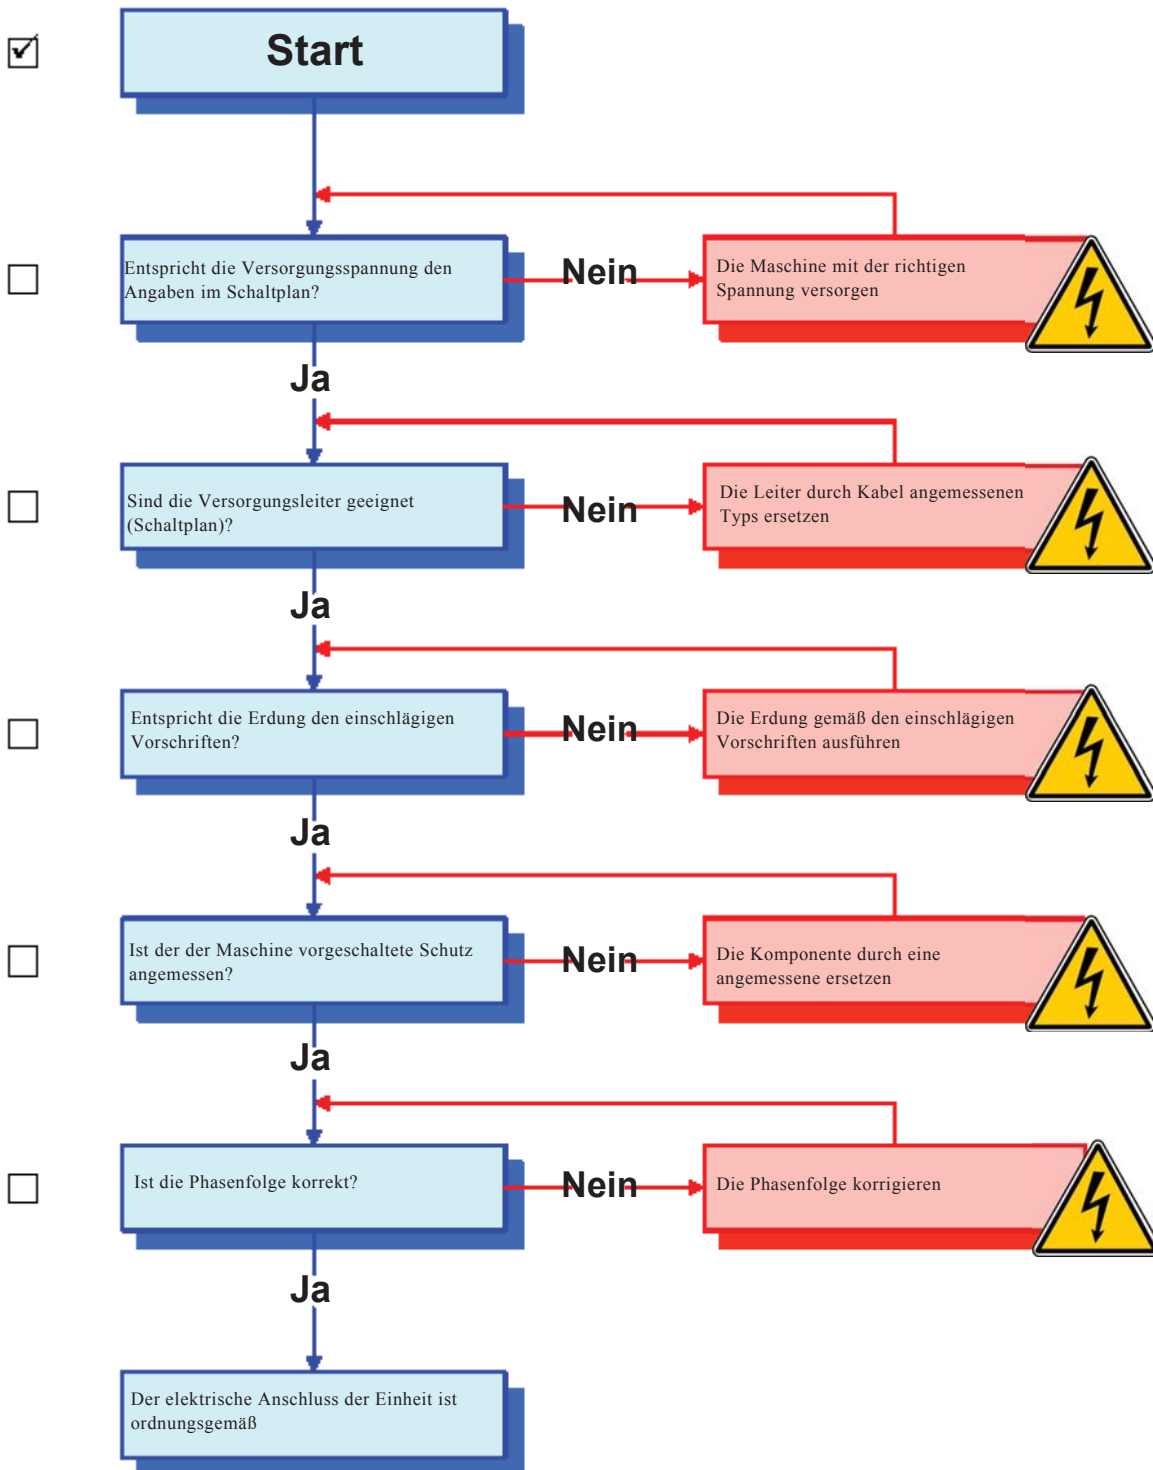 Start
Entspricht die Versorgungsspannung den
Angaben im Schaltplan?
Nein
Die Maschine mit der richtigen
Spannung versorgen
Ja
Sind die Versorgungsleiter geeignet
(Schaltplan)?
Nein
Die Leiter durch Kabel angemessenen
Typs ersetzen
Ja
Entspricht die Erdung den einschlägigen
Vorschriften?
Nein
Die Erdung gemäß den einschlägigen
Vorschriften ausführen
Ja
Ist der der Maschine vorgeschaltete Schutz
angemessen?
Nein
Die Komponente durch eine
angemessene ersetzen
Ja
Ist die Phasenfolge korrekt?
Nein
Die Phasenfolge korrigieren
Ja
Der elektrische Anschluss der Einheit ist
ordnungsgemäß